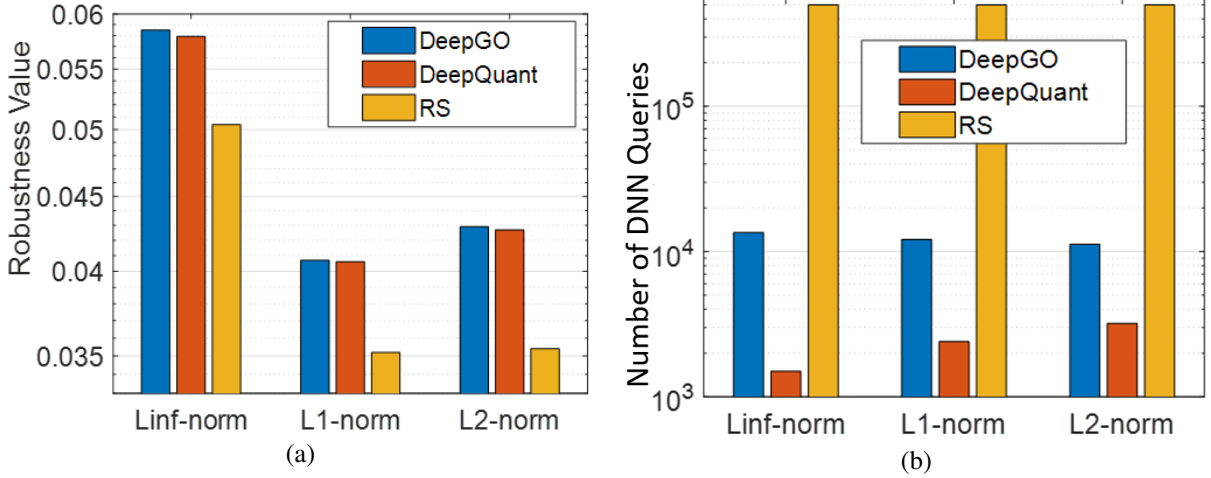 Robustness Value
0.06
0.055
0.05
0.045
0.04
0.035
DeepGO
DeepQuant
RS
Linf-norm L1-norm L2-norm
(a)
Number of DNN Queries
10^5
10^4
10^3
DeepGO
DeepQuant
RS
Linf-norm L1-norm L2-norm
(b)